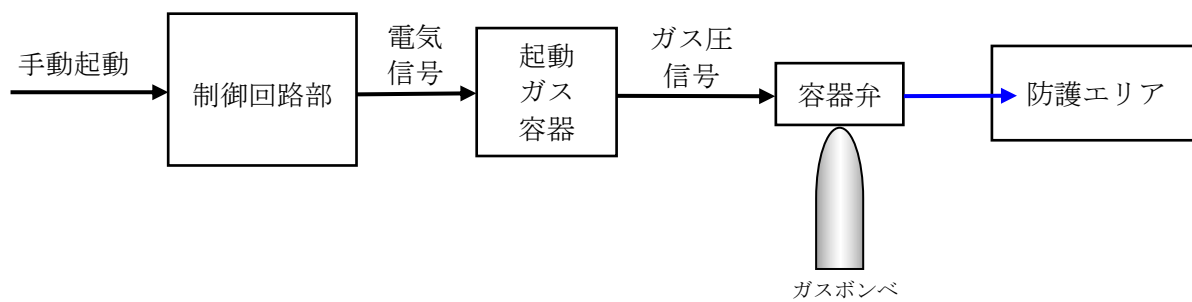 手動起動
制御回路部
電気
信号
起動
ガス
容器
ガス圧
信号
容器弁
防護エリア
ガスボンベ